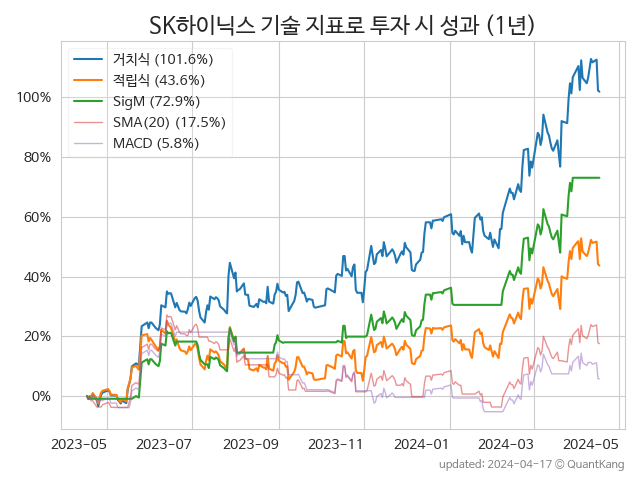 SK하이닉스 기술 지표로 투자 시 성과 (1년)
거치식 (101.6%)
적립식 (43.6%)
SigM (72.9%)
SMA(20) (17.5%)
MACD (5.8%)
100%
80%
60%
40%
20%
0%
2023-05 2023-07 2023-09 2023-11 2024-01 2024-03 2024-05
updated: 2024-04-17 © QuantKang